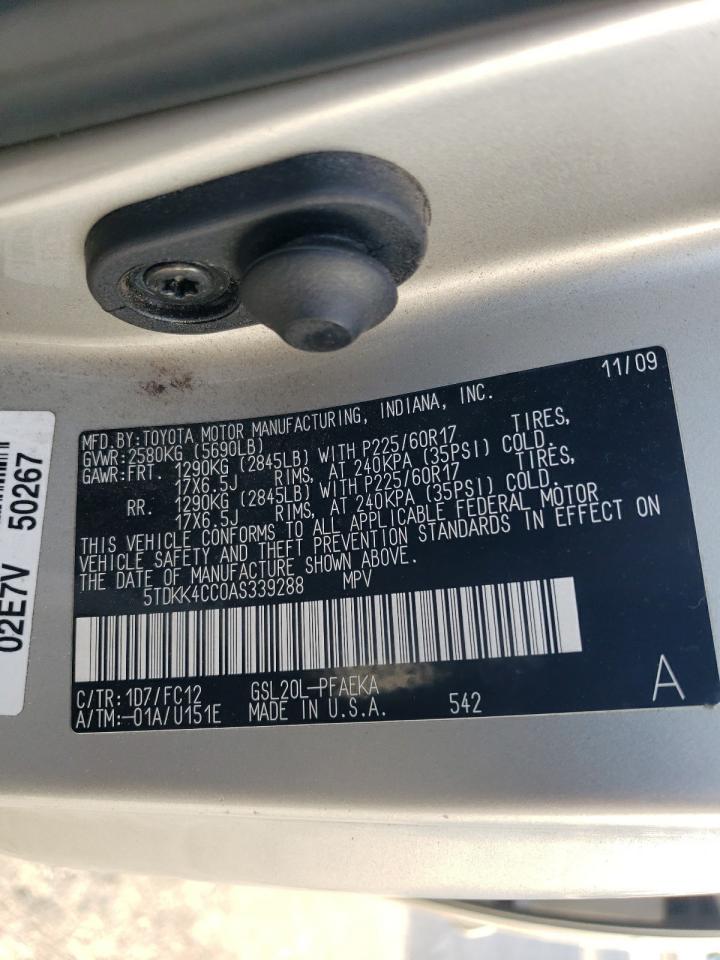 11/09
MFD.BY:TOYOTA MOTOR MANUFACTURING, INDIANA, INC.
GVWR:2580KG (5690LB)
GAWR:FRT. 1290KG (2845LB) WITH P225/60R17 TIRES,
17X6.5J RIMS, AT 240KPA (35PSI) COLD.
RR. 1290KG (2845LB) WITH P225/60R17 TIRES,
17X6.5J RIMS, AT 240KPA (35PSI) COLD.
THIS VEHICLE CONFORMS TO ALL APPLICABLE FEDERAL MOTOR
VEHICLE SAFETY AND THEFT PREVENTION STANDARDS IN EFFECT ON
THE DATE OF MANUFACTURE SHOWN ABOVE.
5TDKK4CC0AS339288 MPV
C/TR:1D7/FC12 GSL20L-PFAEKA
A/TM:-01A/U151E MADE IN U.S.A. 542
A
02E7V 50267